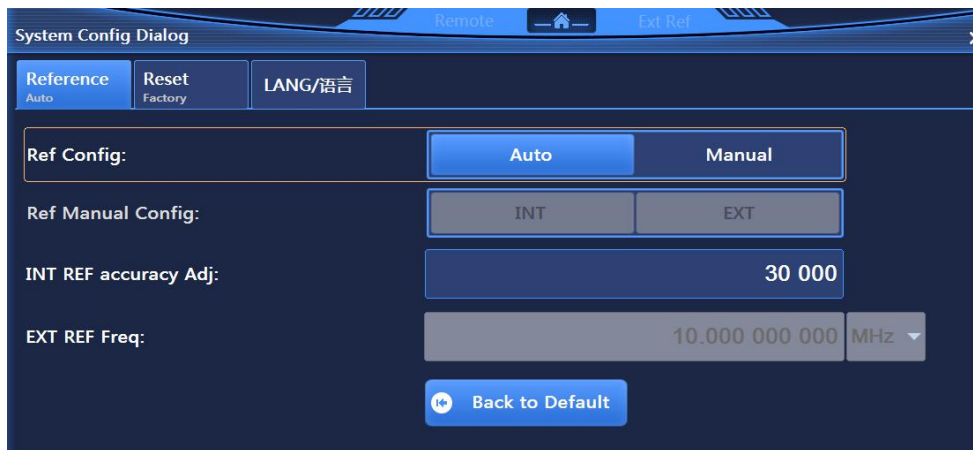 Remote Ext Ref
System Config Dialog
Reference Reset LANG/语言
Auto Factory
Ref Config: Auto Manual
Ref Manual Config: INT EXT
INT REF accuracy Adj: 30 000
EXT REF Freq: 10.000 000 000 MHz
Back to Default